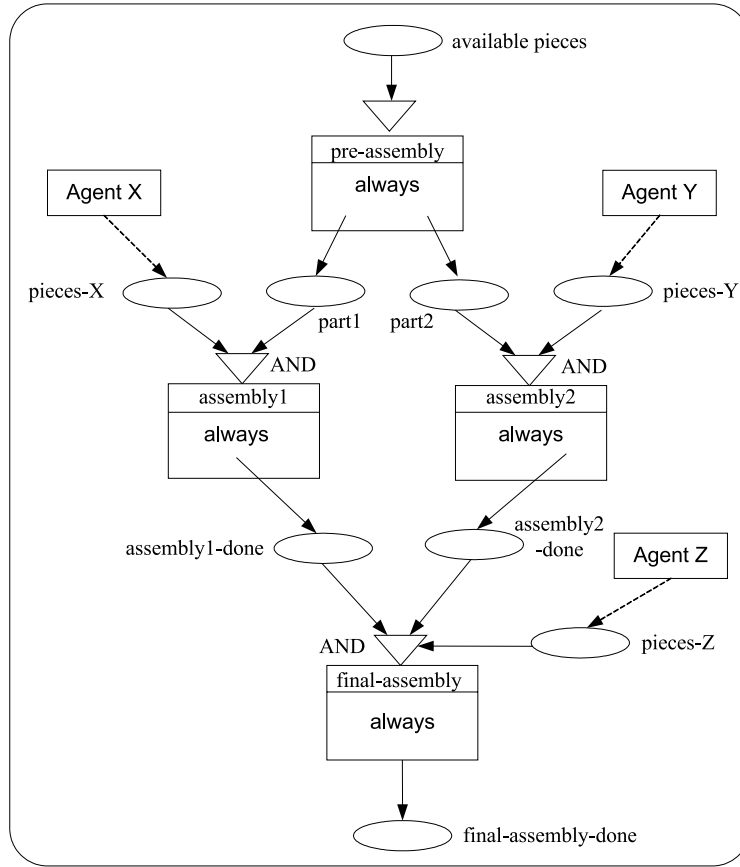 available pieces
pre-assembly
always
Agent X
Agent Y
pieces-X
part1
part2
pieces-Y
AND
AND
assembly1
assembly2
always
always
assembly1-done
assembly2
-done
Agent Z
AND
pieces-Z
final-assembly
always
final-assembly-done